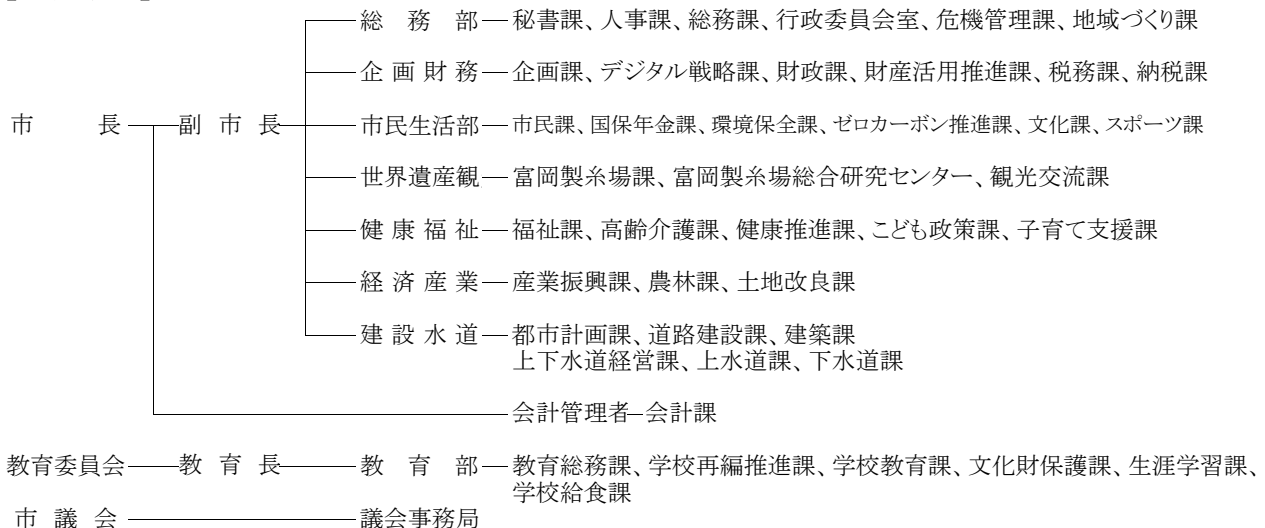 総務部 秘書課、人事課、総務課、行政委員会室、危機管理課、地域づくり課
企画財務 企画課、デジタル戦略課、財政課、財産活用推進課、税務課、納税課
市長 副市長 市民生活部 市民課、国保年金課、環境保全課、ゼロカーボン推進課、文化課、スポーツ課
世界遺産観 富岡製糸場課、富岡製糸場総合研究センター、観光交流課
健康福祉 福祉課、高齢介護課、健康推進課、こども政策課、子育て支援課
経済産業 産業振興課、農林課、土地改良課
建設水道 都市計画課、道路建設課、建築課
上下水道経営課、上水道課、下水道課
会計管理者 会計課
教育委員会 教育長 教育部 教育総務課、学校再編推進課、学校教育課、文化財保護課、生涯学習課、
学校給食課
市議会 議会事務局